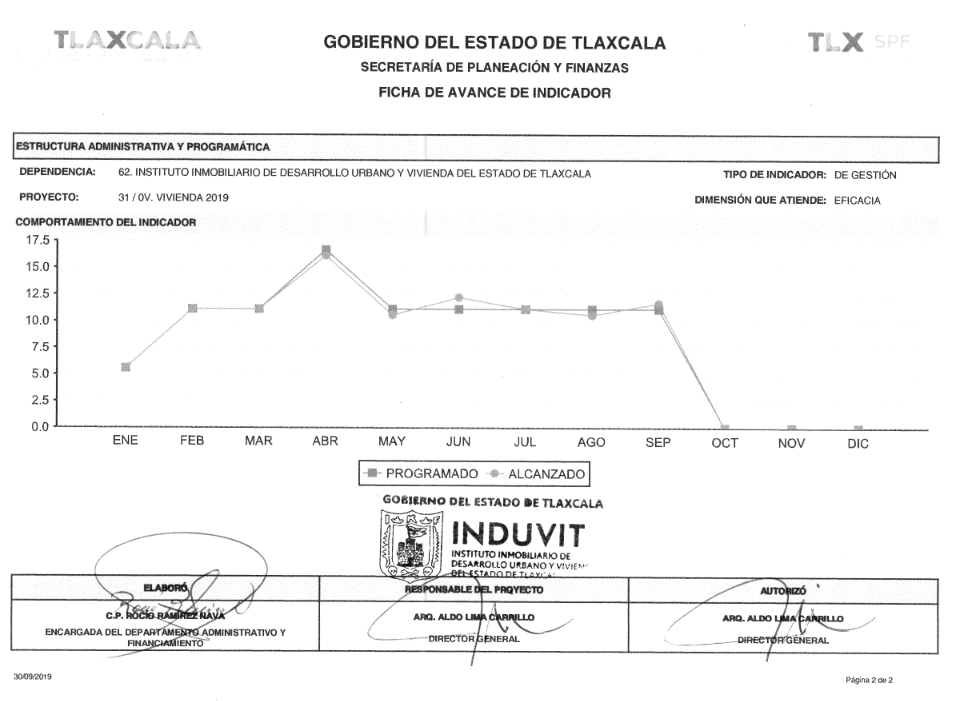 TLAXCALA
GOBIERNO DEL ESTADO DE TLAXCALA
TLX SPF
SECRETARÍA DE PLANEACIÓN Y FINANZAS
FICHA DE AVANCE DE INDICADOR
ESTRUCTURA ADMINISTRATIVA Y PROGRAMÁTICA
DEPENDENCIA: 62. INSTITUTO INMOBILIARIO DE DESARROLLO URBANO Y VIVIENDA DEL ESTADO DE TLAXCALA
TIPO DE INDICADOR: DE GESTIÓN
PROYECTO: 31 / 0V. VIVIENDA 2019
DIMENSIÓN QUE ATIENDE: EFICACIA
COMPORTAMIENTO DEL INDICADOR
17.5
15.0
12.5
10.0
7.5
5.0
2.5
0.0
ENE FEB MAR ABR MAY JUN JUL AGO SEP OCT NOV DIC
PROGRAMADO ALCANZADO
GOBIERNO DEL ESTADO DE TLAXCALA
INDUVIT
INSTITUTO INMOBILIARIO DE
DESARROLLO URBANO Y VIVIEN
DEL ESTADO DE TLAXCA
ELABORÓ
RESPONSABLE DEL PROYECTO
AUTORIZÓ
C.P. ROCIO RAMIREZ NAVA
ARQ. ALDO LIMA CARRILLO
ARQ. ALDO LIMA CARRILLO
ENCARGADA DEL DEPARTAMENTO ADMINISTRATIVO Y
FINANCIAMIENTO
DIRECTOR GENERAL
DIRECTOR GENERAL
30/09/2019
Página 2 de 2